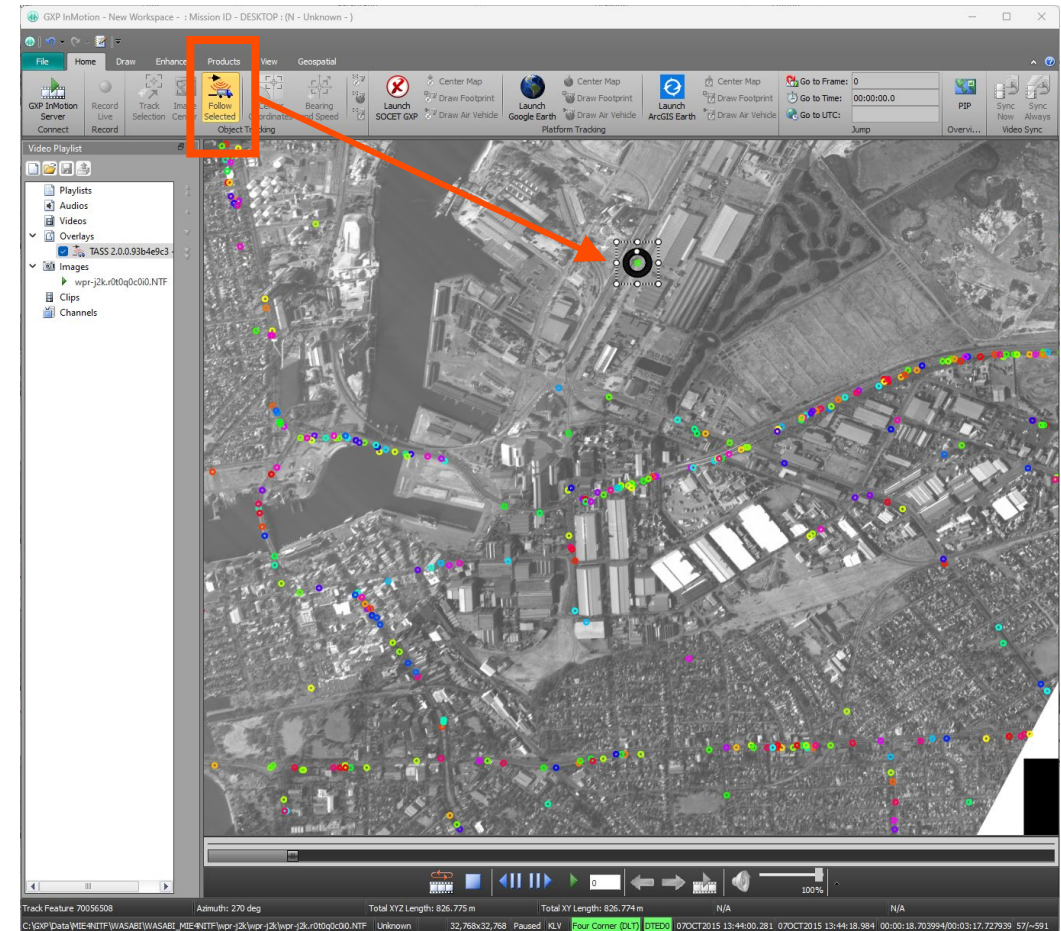 GXP InMotion - New Workspace - : Mission ID - DESKTOP : (N - Unknown - )
File Home Draw Enhance Products View Geospatial
GXP InMotion Server
Record Live
Track Selection
Follow Selected
Bearing and Speed
Launch SOCET GXP
Center Map
Draw Footprint
Draw Air Vehicle
Launch Google Earth
Center Map
Draw Footprint
Draw Air Vehicle
Launch ArcGIS Earth
Center Map
Draw Footprint
Draw Air Vehicle
Go to Frame: 0
Go to Time: 00:00:00.0
Go to UTC:
PIP
Sync Now
Sync Always
Connect Record Object Tracking Platform Tracking Jump Overvi... Video Sync
Video Playlist
Playlists
Audios
Videos
Overlays
TASS 2.0.0.93b4e9c3 -
Images
wpr-j2k.r0t0q0c0i0.NTF
Clips
Channels
0
100%
Track Feature 70056508 Azimuth: 270 deg Total XYZ Length: 826.775 m Total XY Length: 826.774 m N/A N/A
C:\GXP\Data\MIE4NITF\WASABI\WASABI_MIE4NITF\wpr-j2k\wpr-j2k\wpr-j2k.r0t0q0c0i0.NTF Unknown 32,768x32,768 Paused KLV Four Corner (DLT) DTED0 07OCT2015 13:44:00.281 07OCT2015 13:44:18.984 00:00:18.703994/00:03:17.727939 57/~591